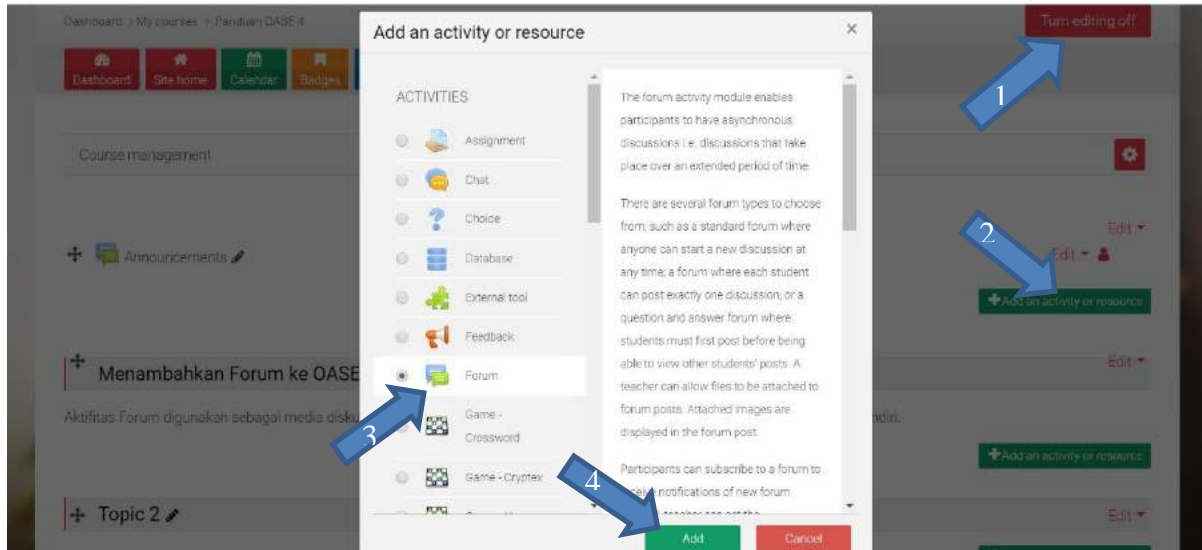 Dashboard > My courses > Panduan OASE 4
Turn editing off
1
Dashboard
Site home
Calendar
Badges
Course management
Edit
2
Announcements
Edit
+Add an activity or resource
Menambahkan Forum ke OASE
Edit
Aktifitas Forum digunakan sebagai media disku
ndiri.
+Add an activity or resource
Topic 2
Edit
Add an activity or resource
×
ACTIVITIES
Assignment
Chat
Choice
Database
External tool
Feedback
Forum
3
Game -
Crossword
Game - Cryptex
4
The forum activity module enables
participants to have asynchronous
discussions i.e. discussions that take
place over an extended period of time.
There are several forum types to choose
from, such as a standard forum where
anyone can start a new discussion at
any time; a forum where each student
can post exactly one discussion; or a
question and answer forum where
students must first post before being
able to view other students' posts. A
teacher can allow files to be attached to
forum posts. Attached images are
displayed in the forum post.
Participants can subscribe to a forum to
receive notifications of new forum
Add
Cancel